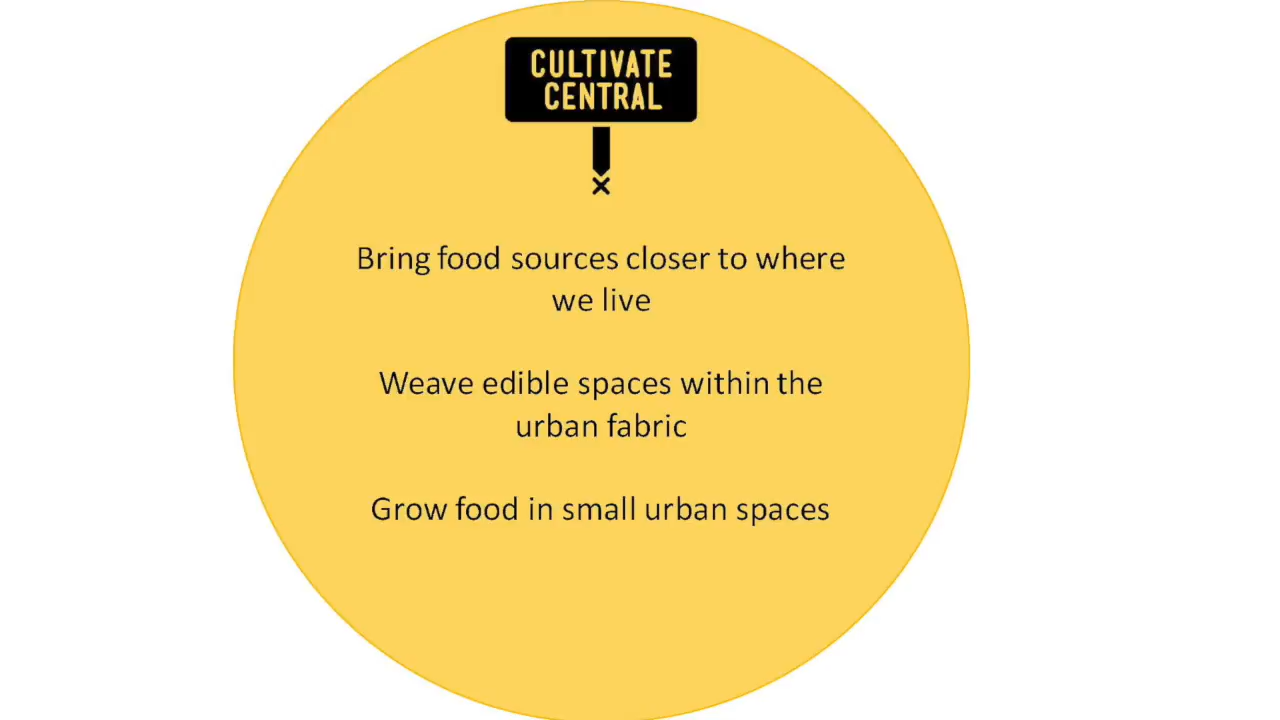 CULTIVATE
CENTRAL
Bring food sources closer to where
we live
Weave edible spaces within the
urban fabric
Grow food in small urban spaces